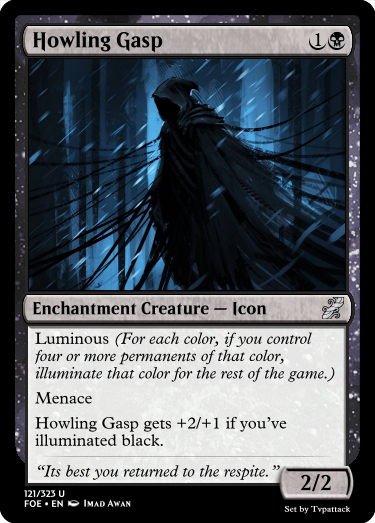 Howling Gasp 1
Enchantment Creature — Icon
Luminous (For each color, if you control
four or more permanents of that color,
illuminate that color for the rest of the game.)
Menace
Howling Gasp gets +2/+1 if you've
illuminated black.
“Its best you returned to the respite.”
2/2
121/323 U
FOE • EN Imad Awan
Set by Tvpattack